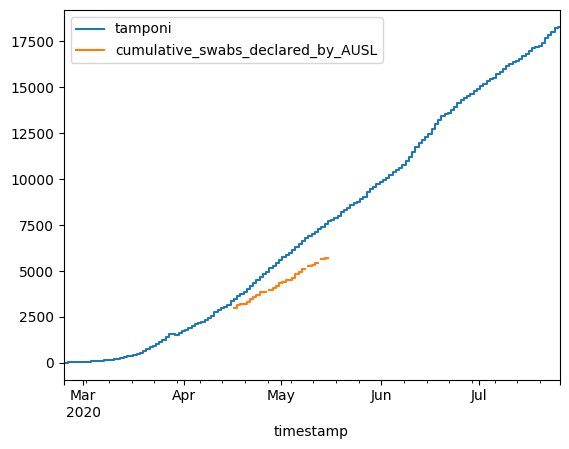 tamponi
cumulative_swabs_declared_by_AUSL
17500
15000
12500
10000
7500
5000
2500
0
Mar
2020
Apr
May
Jun
Jul
timestamp